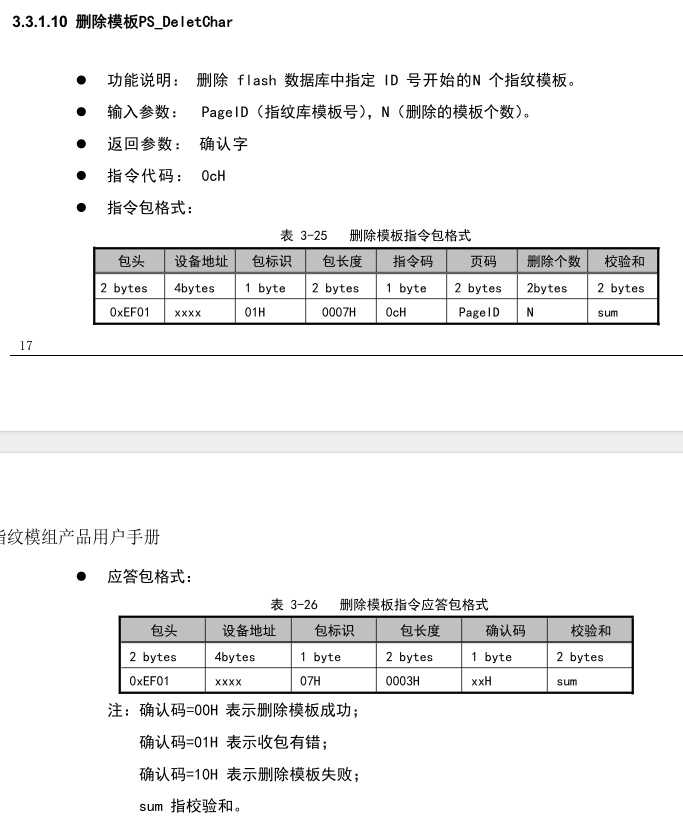 3.3.1.10 删除模板PS_DeletChar
● 功能说明： 删除 flash 数据库中指定 ID 号开始的N 个指纹模板。
● 输入参数： PageID（指纹库模板号），N（删除的模板个数）。
● 返回参数： 确认字
● 指令代码： 0cH
● 指令包格式：
表 3-25 删除模板指令包格式
包头 设备地址 包标识 包长度 指令码 页码 删除个数 校验和
2 bytes 4bytes 1 byte 2 bytes 1 byte 2 bytes 2bytes 2 bytes
0xEF01 xxxx 01H 0007H 0cH PageID N sum
17
指纹模组产品用户手册
● 应答包格式：
表 3-26 删除模板指令应答包格式
包头 设备地址 包标识 包长度 确认码 校验和
2 bytes 4bytes 1 byte 2 bytes 1 byte 2 bytes
0xEF01 xxxx 07H 0003H xxH sum
注：确认码=00H 表示删除模板成功；
确认码=01H 表示收包有错；
确认码=10H 表示删除模板失败；
sum 指校验和。